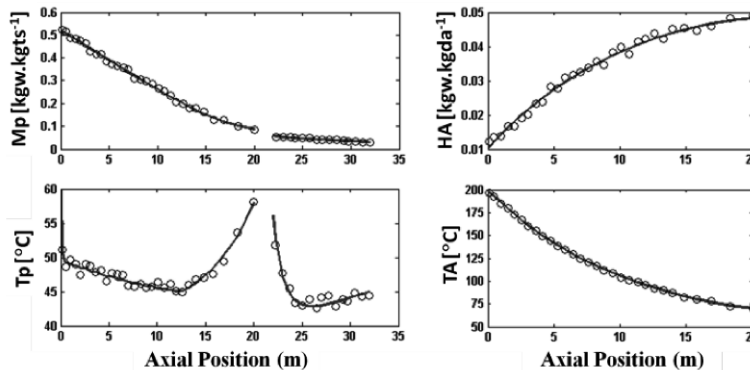 Mp [kgw.kgts-1]
0.6
0.5
0.4
0.3
0.2
0.1
0
0 5 10 15 20 25 30 35
HA [kgw.kgda-1]
0.05
0.04
0.03
0.02
0.01
0 5 10 15 20
Tp [°C]
60
55
50
45
40
0 5 10 15 20 25 30 35
Axial Position (m)
TA [°C]
200
175
150
125
100
75
50
0 5 10 15 20
Axial Position (m)